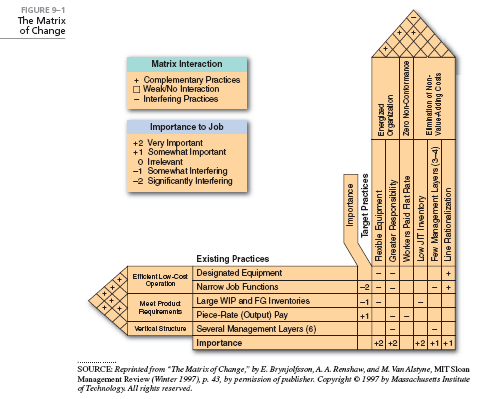 FIGURE 9–1
The Matrix
of Change
Matrix Interaction
+ Complementary Practices
□ Weak/No Interaction
− Interfering Practices
Importance to Job
+2 Very Important
+1 Somewhat Important
0 Irrelevant
−1 Somewhat Interfering
−2 Significantly Interfering
Energized
Organization
Zero Non-Conformance
Elimination of Non-
Value-Adding Costs
Importance
Target Practices
Flexible Equipment
Greater Responsibility
Workers Paid Flat Rate
Low JIT Inventory
Few Management Layers (3–4)
Line Rationalization
Existing Practices
Efficient Low-Cost
Operation
Meet Product
Requirements
Vertical Structure
Designated Equipment − − +
Narrow Job Functions −2 − − +
Large WIP and FG Inventories −1 − −
Piece-Rate (Output) Pay +1 − −
Several Management Layers (6) − −
Importance +2 +2 +2 +1 +1
SOURCE: Reprinted from "The Matrix of Change," by E. Brynjolfsson, A. A. Renshaw, and M. Van Alstyne, MIT Sloan
Management Review (Winter 1997), p. 43, by permission of publisher. Copyright © 1997 by Massachusetts Institute
of Technology. All rights reserved.